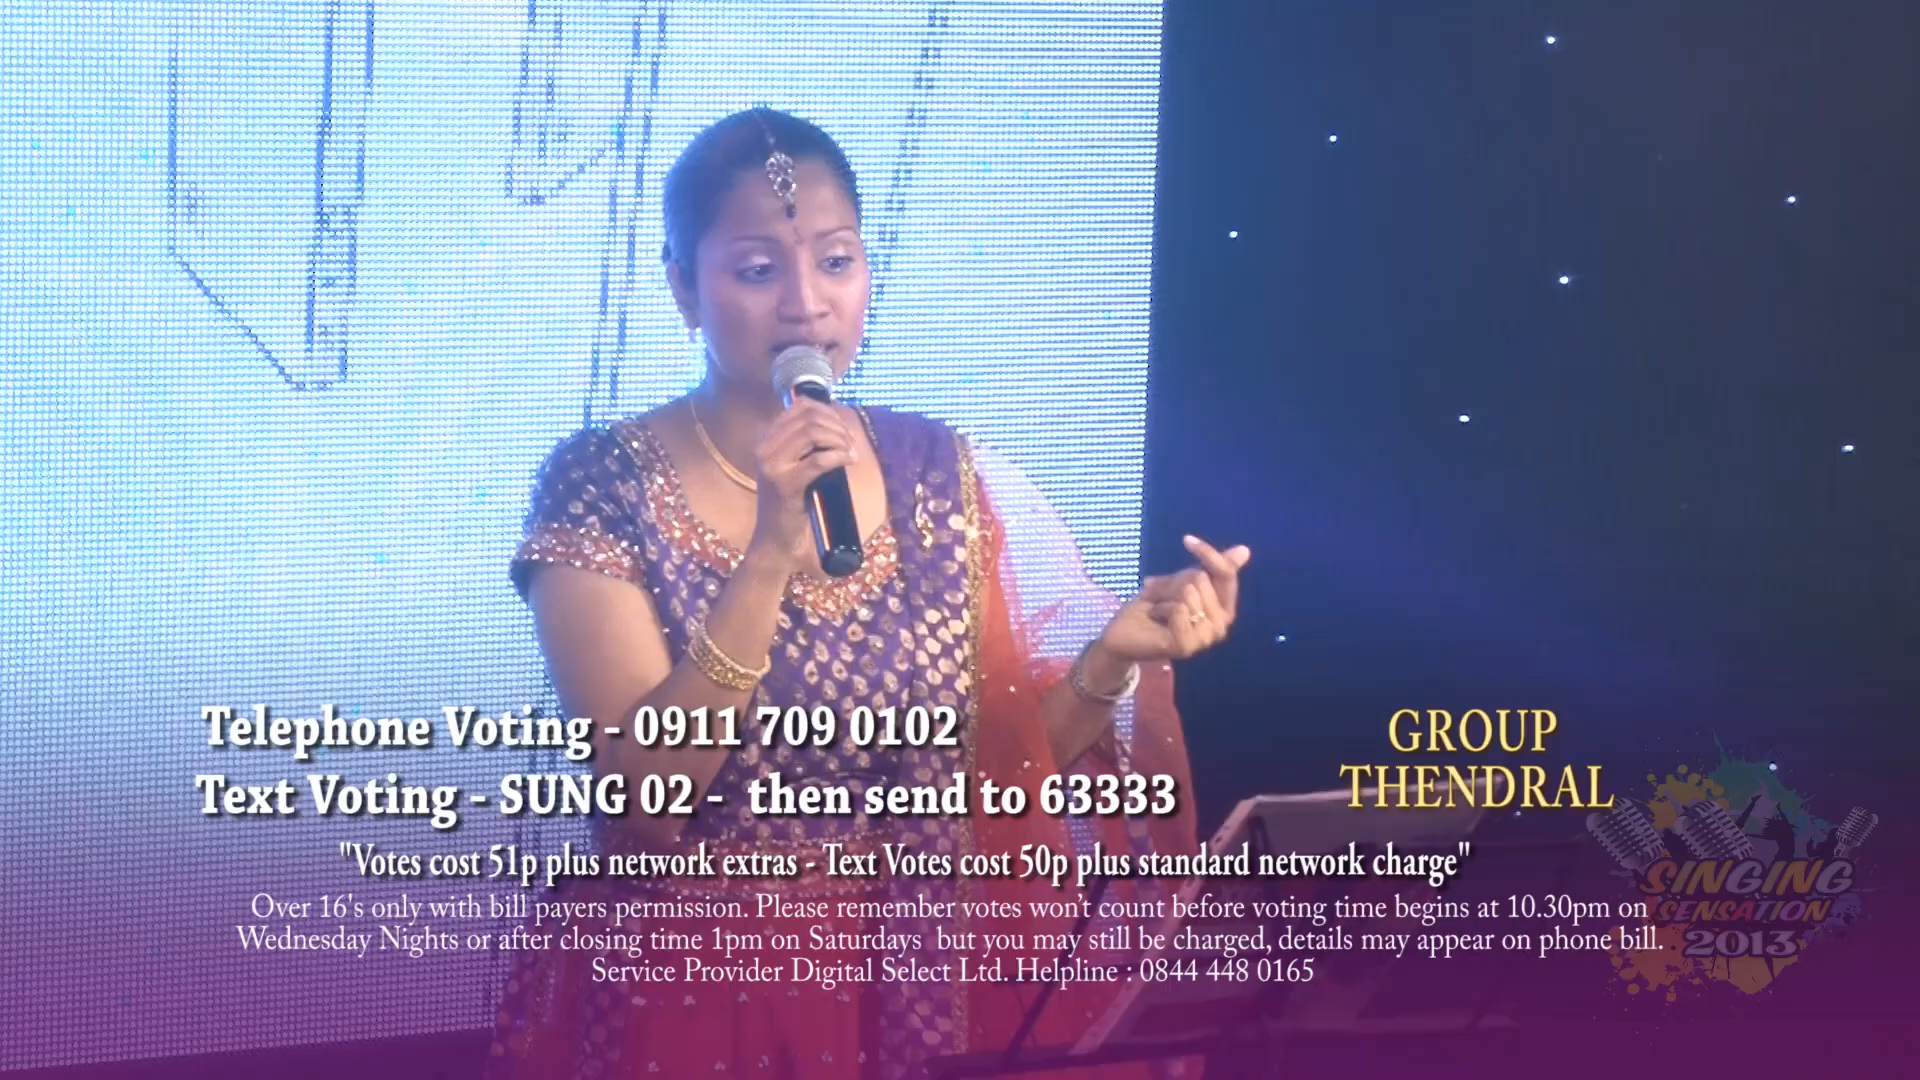 Telephone Voting - 0911 709 0102
Text Voting - SUNG 02 - then send to 63333
GROUP
THENDRAL
"Votes cost 51p plus network extras - Text Votes cost 50p plus standard network charge"
Over 16's only with bill payers permission. Please remember votes won't count before voting time begins at 10.30pm on
Wednesday Nights or after closing time 1pm on Saturdays but you may still be charged, details may appear on phone bill.
Service Provider Digital Select Ltd. Helpline : 0844 448 0165
SINGING
SENSATION
2013